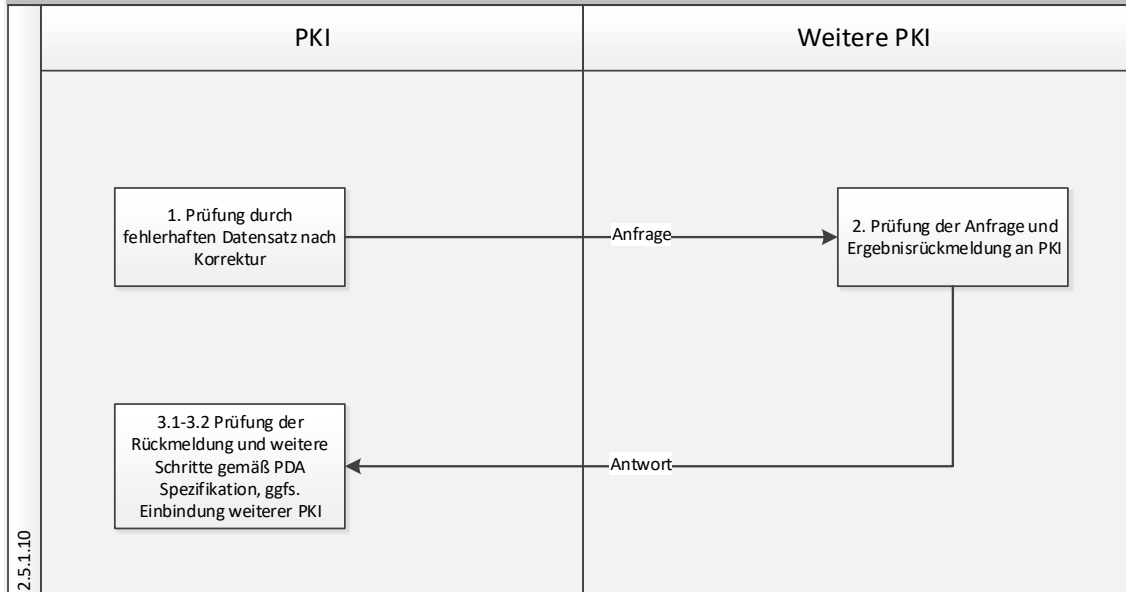 PKI
Weitere PKI
1. Prüfung durch
fehlerhaften Datensatz nach
Korrektur
Anfrage
2. Prüfung der Anfrage und
Ergebnisrückmeldung an PKI
3.1-3.2 Prüfung der
Rückmeldung und weitere
Schritte gemäß PDA
Spezifikation, ggfs.
Einbindung weiterer PKI
Antwort
2.5.1.10